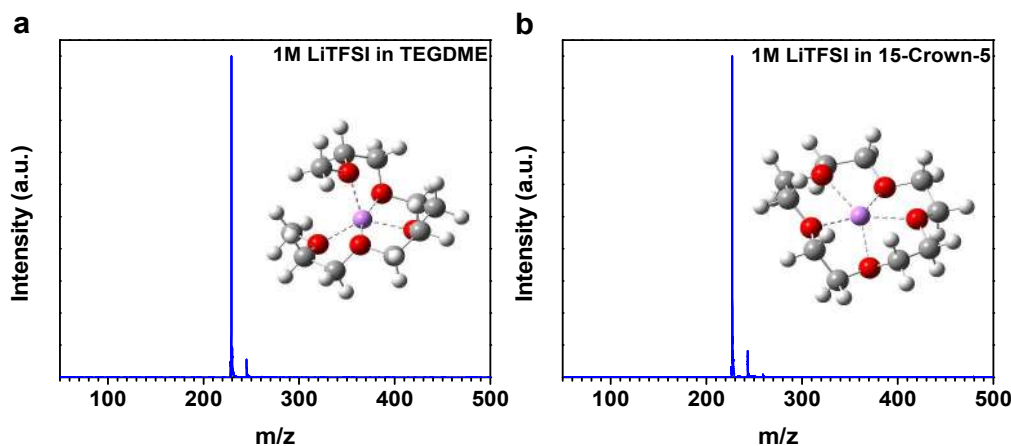 a
1M LiTFSI in TEGDME
Intensity (a.u.)
100 200 300 400 500
m/z
b
1M LiTFSI in 15-Crown-5
Intensity (a.u.)
100 200 300 400 500
m/z